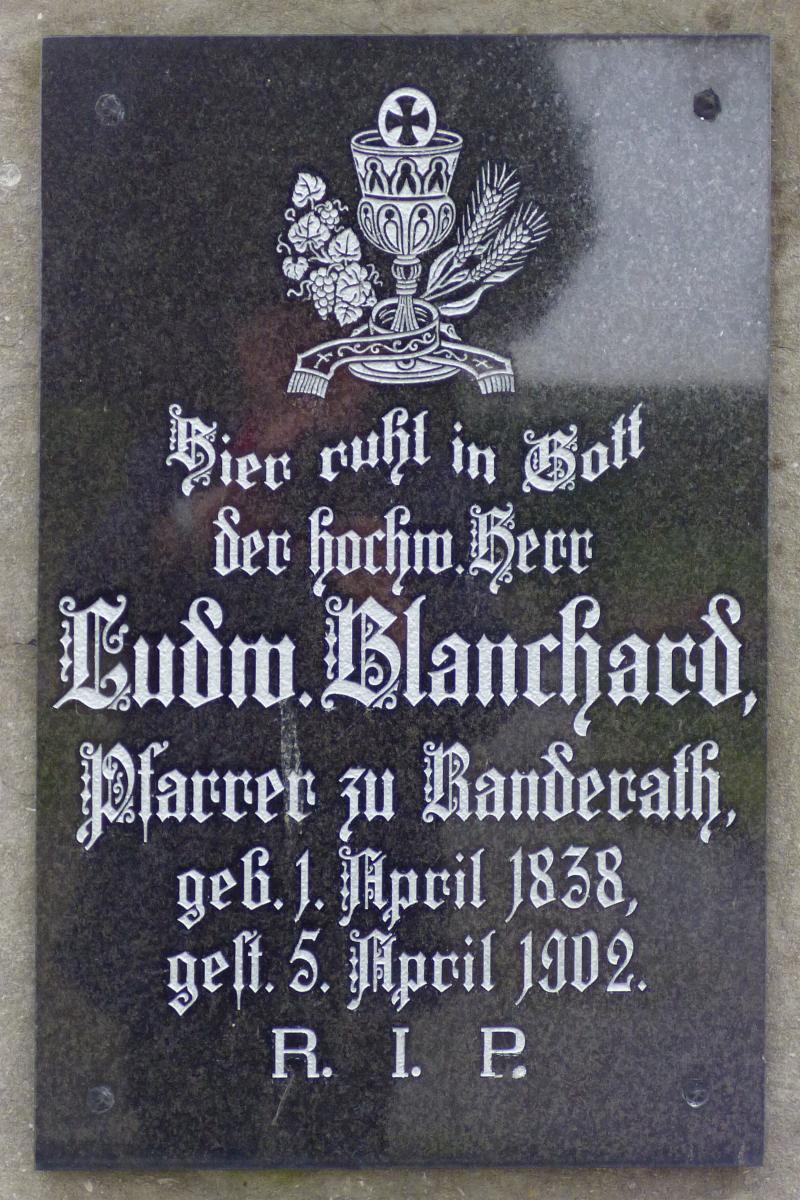 Hier ruht in Gott
der hochw. Herr
Ludw. Blanchard,
Pfarrer zu Randerath,
geb. 1. April 1838,
gest. 5. April 1902.
R. I. P.